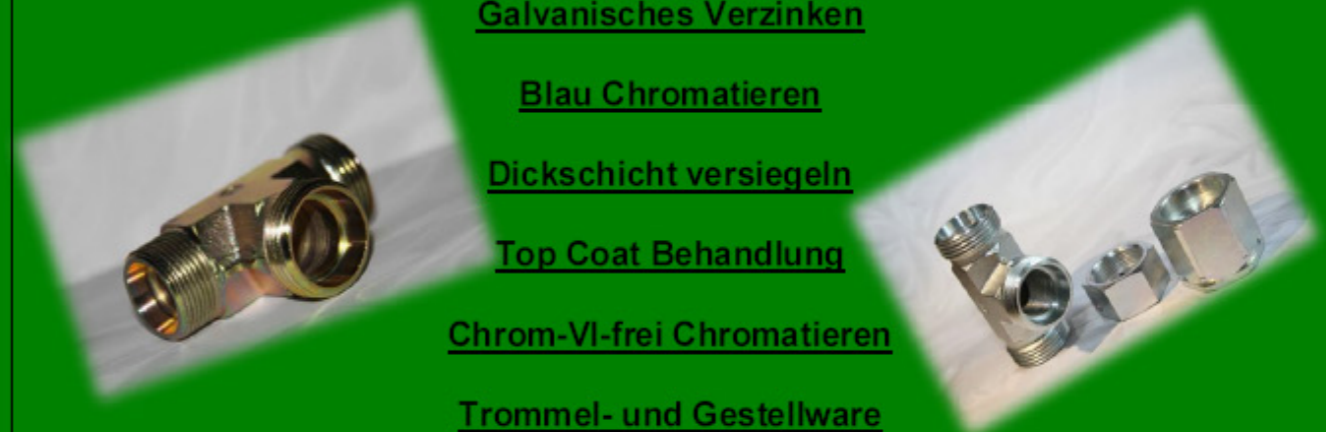 Galvanisches Verzinken
Blau Chromatieren
Dickschicht versiegeln
Top Coat Behandlung
Chrom-VI-frei Chromatieren
Trommel- und Gestellware